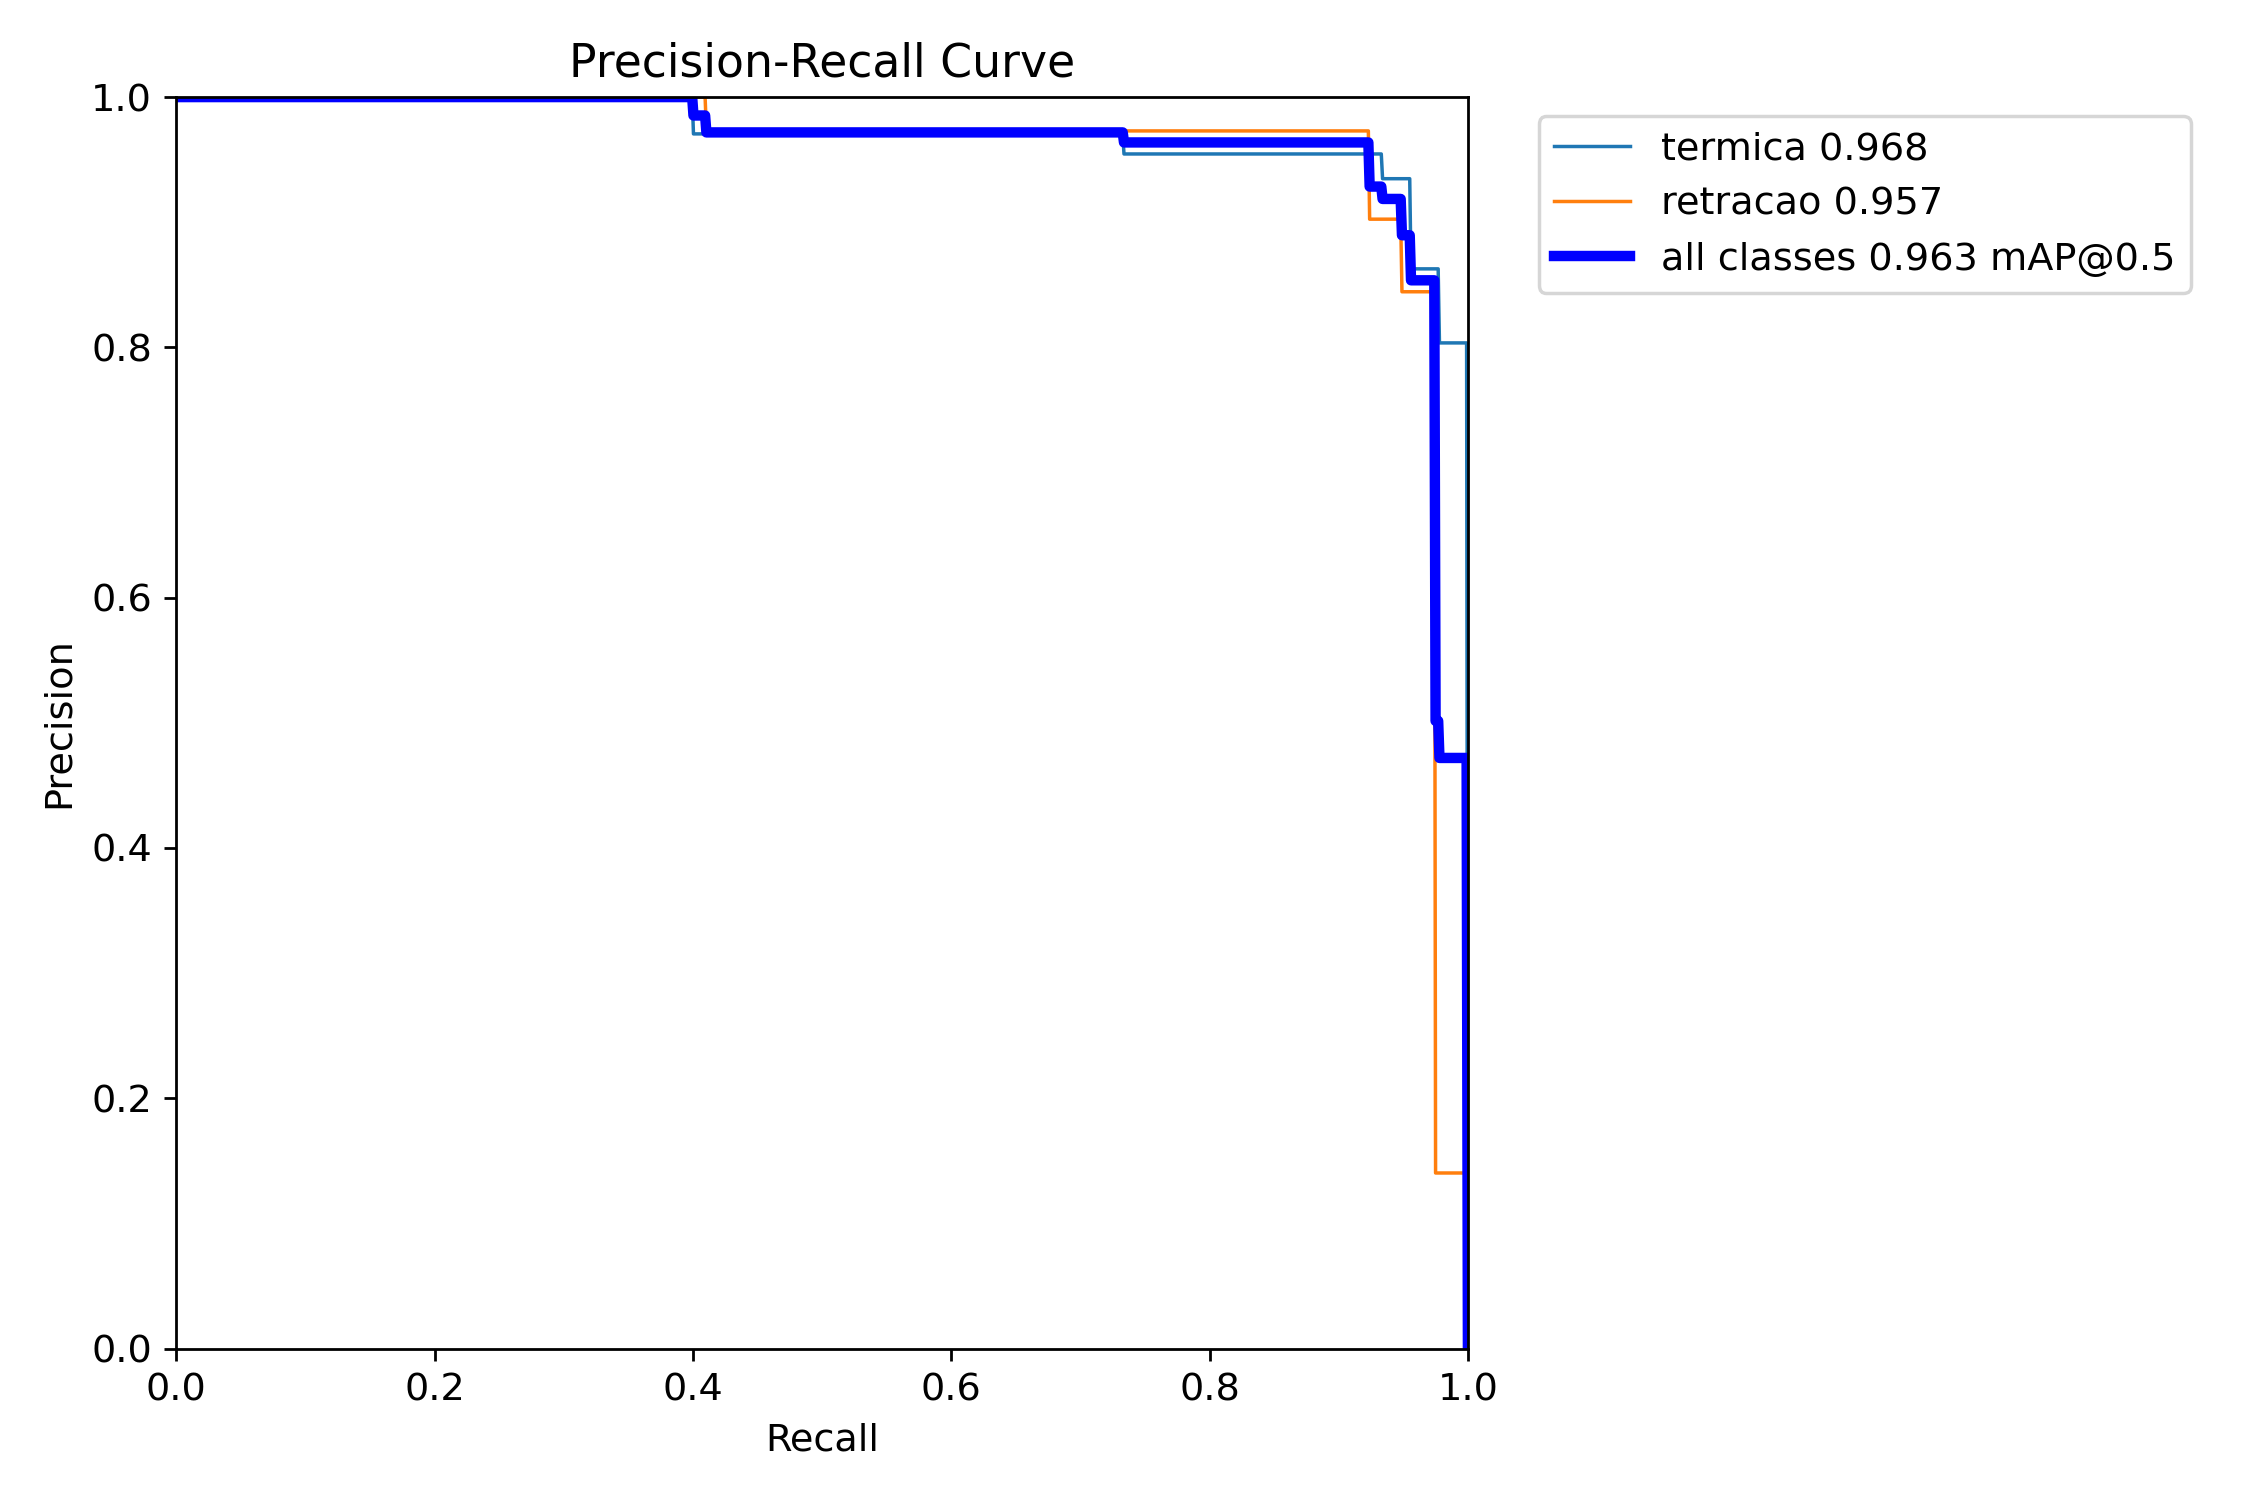 Precision-Recall Curve
1.0
0.8
0.6
0.4
0.2
0.0
Precision
0.0 0.2 0.4 0.6 0.8 1.0
Recall
termica 0.968
retracao 0.957
all classes 0.963 mAP@0.5